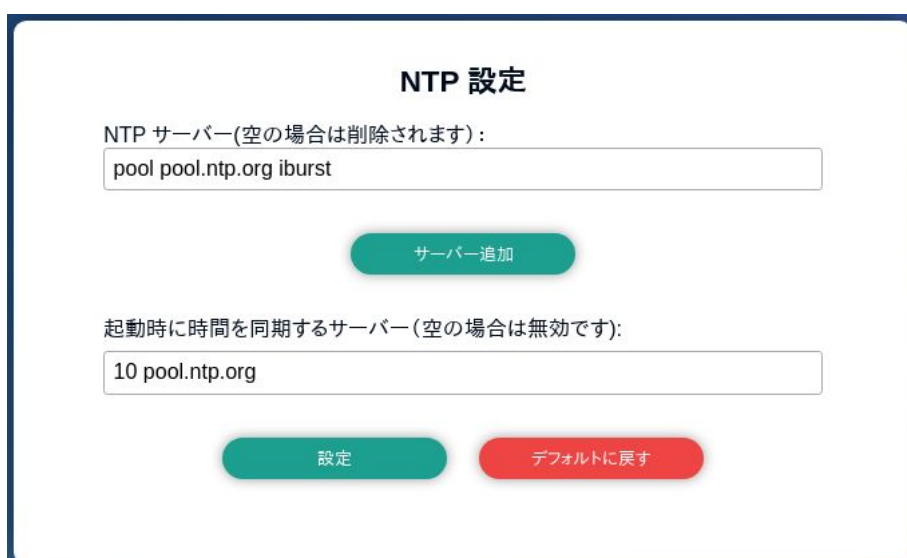 NTP 設定
NTP サーバー(空の場合は削除されます）:
pool pool.ntp.org iburst
サーバー追加
起動時に時間を同期するサーバー（空の場合は無効です):
10 pool.ntp.org
設定
デフォルトに戻す